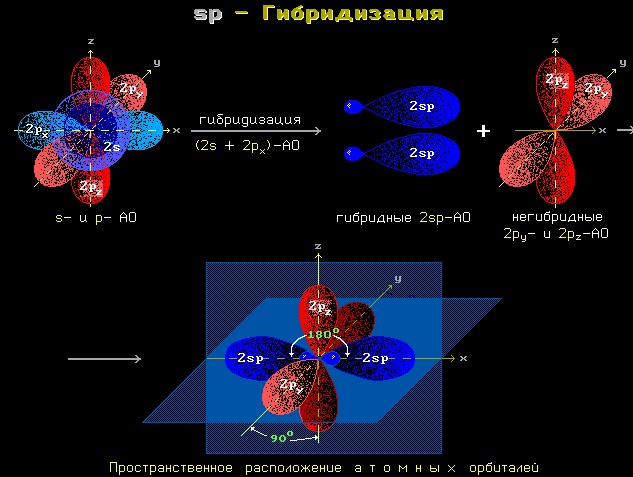 sp - Гибридизация
z
y
2py
2px
2s
x
2pz
s- и p- АО
гибридизация
(2s + 2px)-АО
2sp
2sp
гибридные 2sp-АО
+
z
y
2pz
2py
x
негибридные
2py- и 2pz-АО
z
y
2pz
180°
2sp
2sp
x
2py
90°
Пространственное расположение а т о м н ы х орбиталей